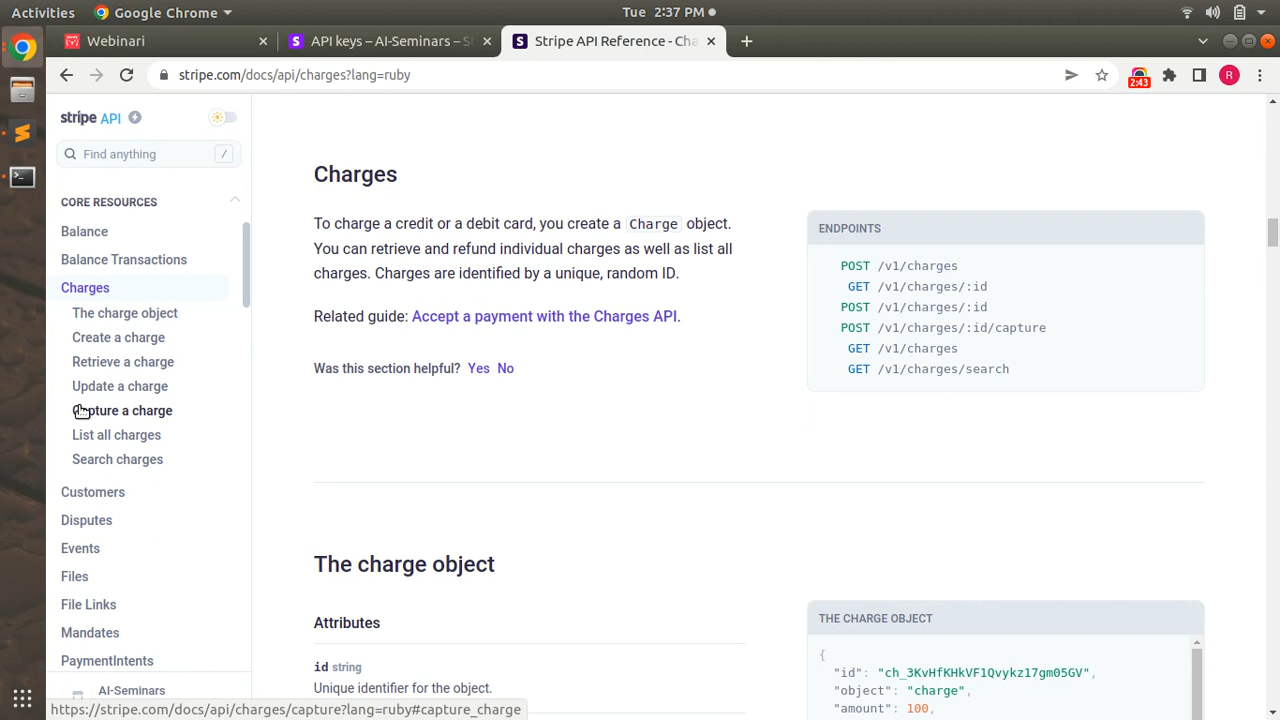 Activities
Google Chrome
Tue 2:37 PM
Webinari
API keys – AI-Seminars – S
Stripe API Reference - Cha
stripe.com/docs/api/charges?lang=ruby
2:43
R
stripe API
Find anything
/
CORE RESOURCES
Balance
Balance Transactions
Charges
The charge object
Create a charge
Retrieve a charge
Update a charge
Capture a charge
List all charges
Search charges
Customers
Disputes
Events
Files
File Links
Mandates
PaymentIntents
AI-Seminars
https://stripe.com/docs/api/charges/capture?lang=ruby#capture_charge
Charges
To charge a credit or a debit card, you create a Charge object.
You can retrieve and refund individual charges as well as list all
charges. Charges are identified by a unique, random ID.
Related guide: Accept a payment with the Charges API.
Was this section helpful? Yes No
ENDPOINTS
POST /v1/charges
GET /v1/charges/:id
POST /v1/charges/:id
POST /v1/charges/:id/capture
GET /v1/charges
GET /v1/charges/search
The charge object
Attributes
id string
Unique identifier for the object.
THE CHARGE OBJECT
{
"id": "ch_3KvHfKHkVF1Qvykz17gm05GV",
"object": "charge",
"amount": 100,